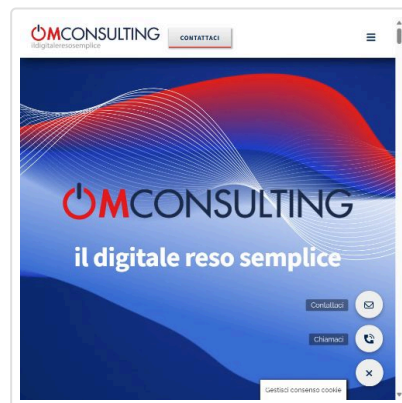 OMCONSULTING
ildigitaleresosemplice
CONTATTACI
OMCONSULTING
il digitale reso semplice
Contattaci
Chiamaci
Gestisci consenso cookie